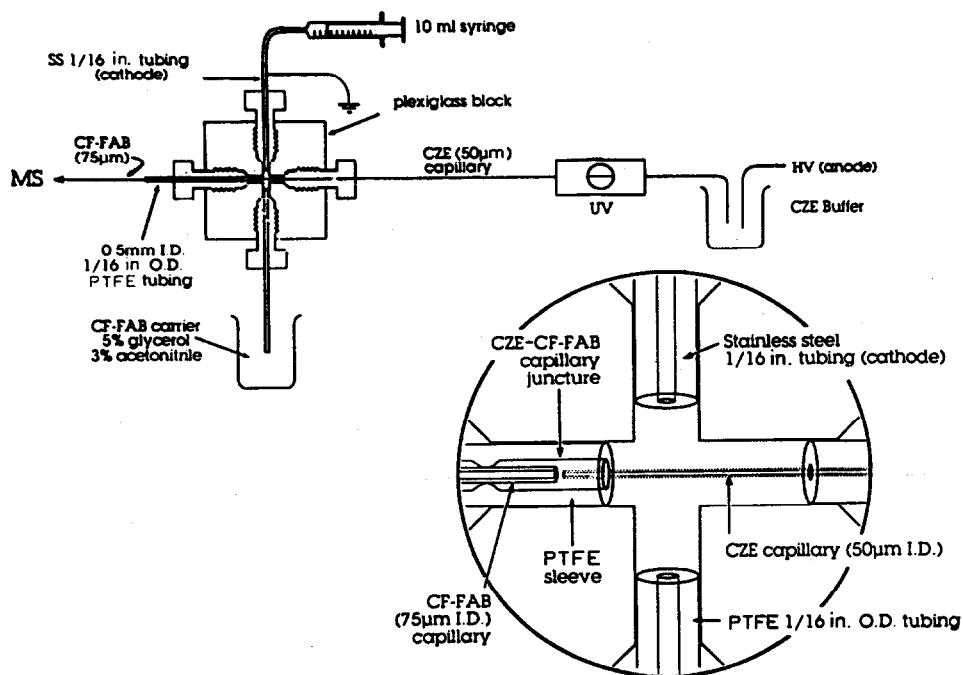 10 ml syringe
SS 1/16 in. tubing
(cathode)
plexiglass block
CF-FAB
(75µm)
MS
CZE (50µm)
capillary
UV
HV (anode)
CZE Buffer
0 5mm I.D.
1/16 in O.D.
PTFE tubing
CF-FAB carrier
5% glycerol
3% acetonitrile
CZE-CF-FAB
capillary
juncture
Stainless steel
1/16 in. tubing (cathode)
PTFE
sleeve
CZE capillary (50µm I.D.)
CF-FAB
(75µm I.D.)
capillary
PTFE 1/16 in. O.D. tubing